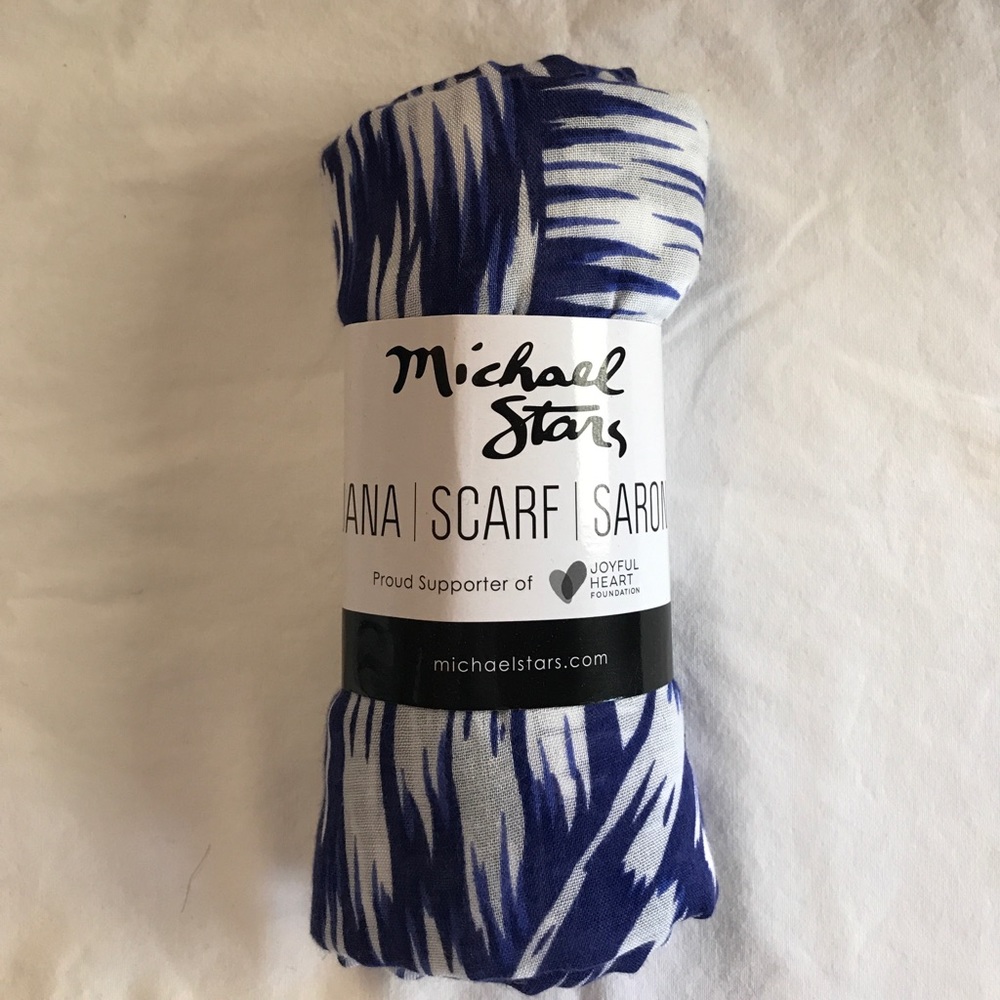 Michael
Stars
ANA | SCARF | SARON
Proud Supporter of
JOYFUL
HEART
FOUNDATION
michaelstars.com